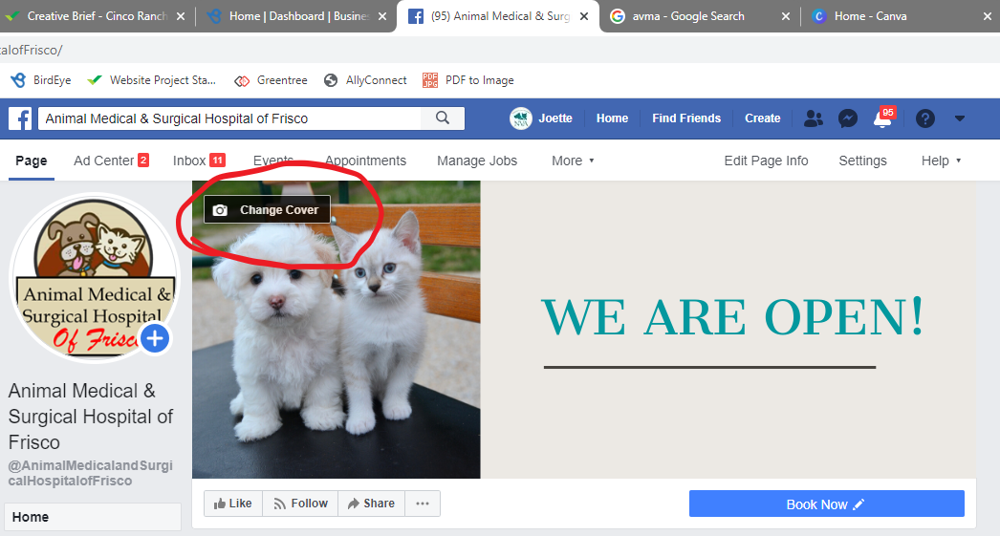 Creative Brief - Cinco Ranch
Home | Dashboard | Busine
(95) Animal Medical & Surg
avma - Google Search
Home - Canva
talofFrisco/
BirdEye
Website Project Sta...
Greentree
AllyConnect
PDF to Image
Animal Medical & Surgical Hospital of Frisco
Joette
Home
Find Friends
Create
95
Page
Ad Center 2
Inbox 11
Events
Appointments
Manage Jobs
More
Edit Page Info
Settings
Help
Change Cover
Animal Medical &
Surgical Hospital
Of Frisco
WE ARE OPEN!
Animal Medical &
Surgical Hospital of
Frisco
@AnimalMedicalandSurgi
calHospitalofFrisco
Home
Like
Follow
Share
Book Now